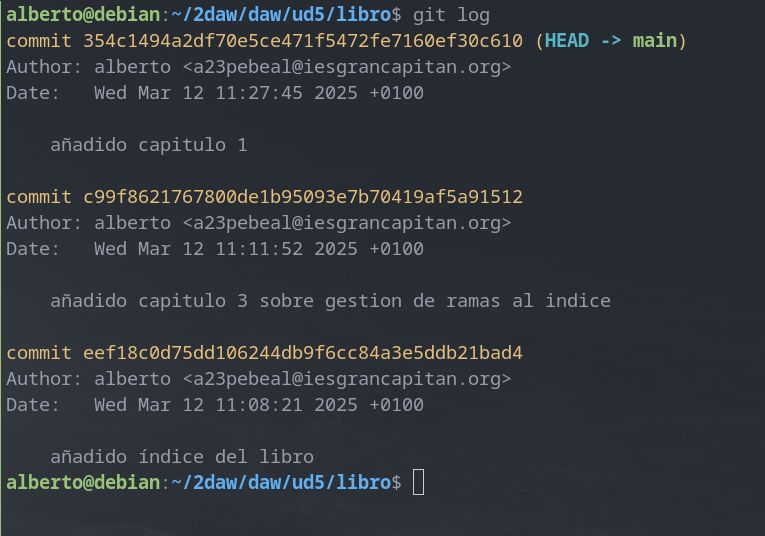 alberto@debian:~/2daw/daw/ud5/libro$ git log
commit 354c1494a2df70e5ce471f5472fe7160ef30c610 (HEAD -> main)
Author: alberto <a23pebeal@iesgrancapitan.org>
Date:   Wed Mar 12 11:27:45 2025 +0100
    añadido capitulo 1
commit c99f8621767800de1b95093e7b70419af5a91512
Author: alberto <a23pebeal@iesgrancapitan.org>
Date:   Wed Mar 12 11:11:52 2025 +0100
    añadido capitulo 3 sobre gestion de ramas al indice
commit eef18c0d75dd106244db9f6cc84a3e5ddb21bad4
Author: alberto <a23pebeal@iesgrancapitan.org>
Date:   Wed Mar 12 11:08:21 2025 +0100
    añadido índice del libro
alberto@debian:~/2daw/daw/ud5/libro$